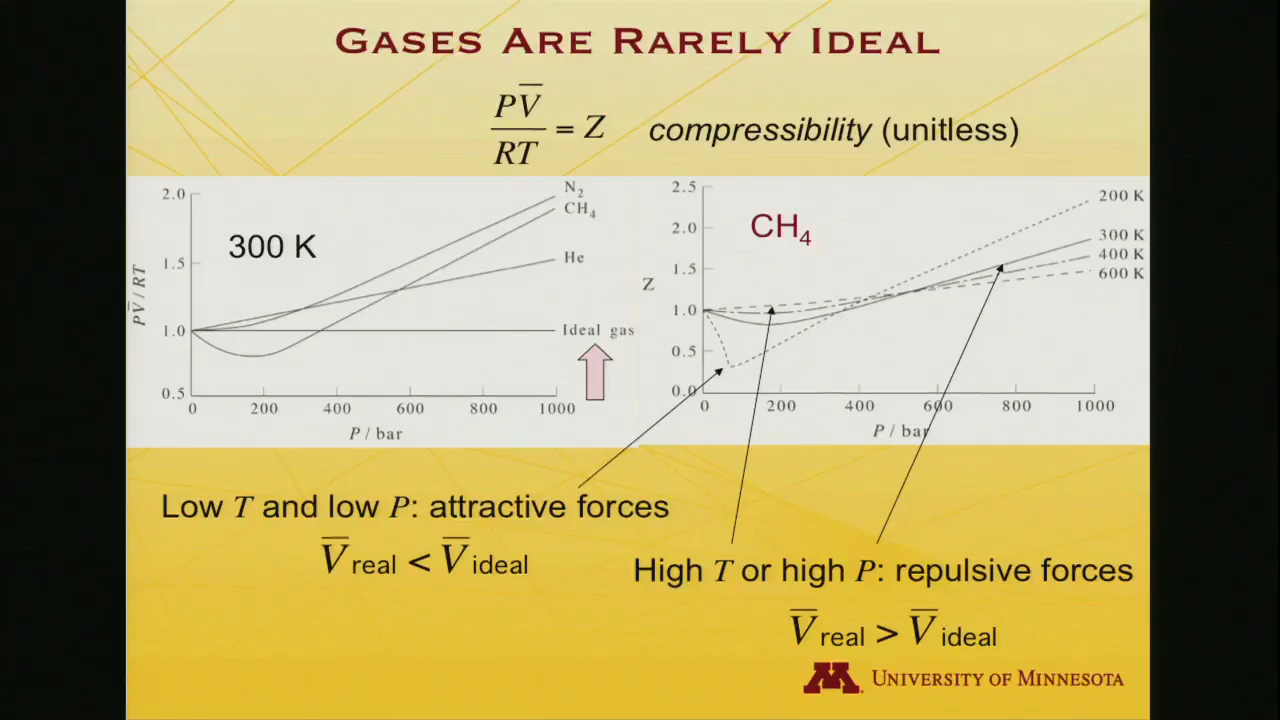 GASES ARE RARELY IDEAL
PV̅ / RT = Z compressibility (unitless)
2.0
1.5
1.0
0.5
PV̅ / RT
300 K
N₂
CH₄
He
Ideal gas
0 200 400 600 800 1000
P / bar
2.5
2.0
1.5
1.0
0.5
0.0
Z
CH₄
200 K
300 K
400 K
600 K
0 200 400 600 800 1000
P / bar
Low T and low P: attractive forces
V̅ real < V̅ ideal
High T or high P: repulsive forces
V̅ real > V̅ ideal
M UNIVERSITY OF MINNESOTA